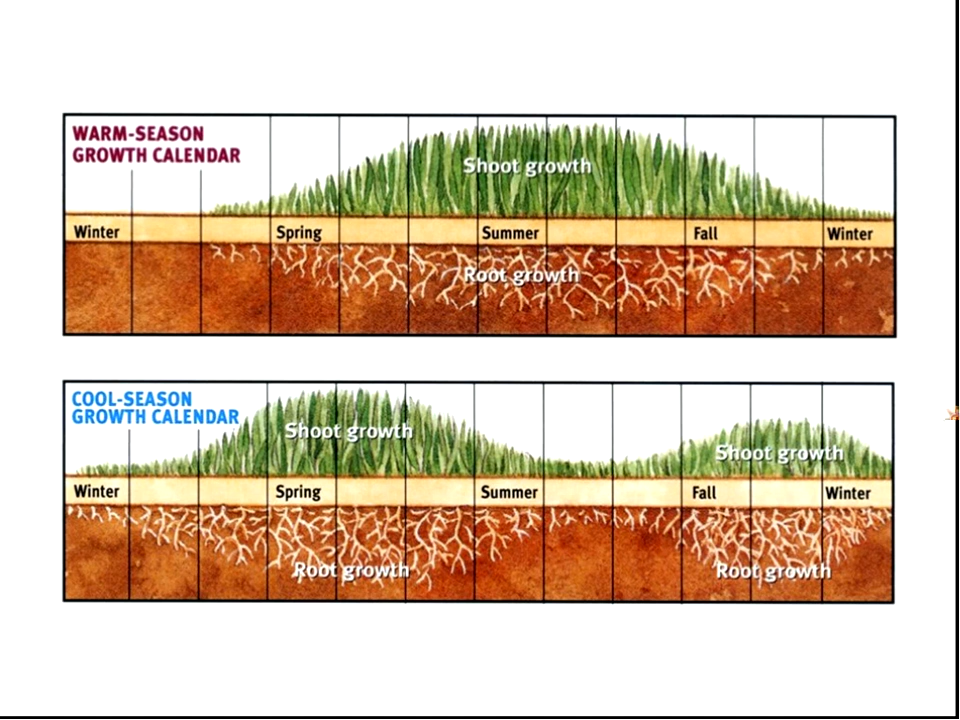 WARM-SEASON
GROWTH CALENDAR
Shoot growth
Winter Spring Summer Fall Winter
Root growth
COOL-SEASON
GROWTH CALENDAR
Shoot growth
Shoot growth
Winter Spring Summer Fall Winter
Root growth Root growth